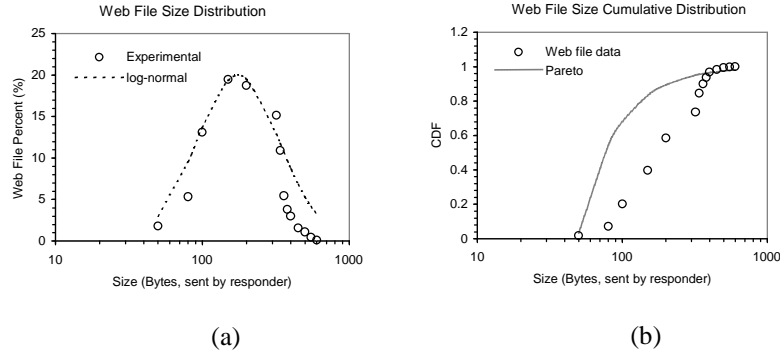 Web File Size Distribution
Experimental
log-normal
Web File Percent (%)
25
20
15
10
5
0
10
100
1000
Size (Bytes, sent by responder)
(a)
Web File Size Cumulative Distribution
Web file data
Pareto
CDF
1.2
1
0.8
0.6
0.4
0.2
0
10
100
1000
Size (Bytes, sent by responder)
(b)